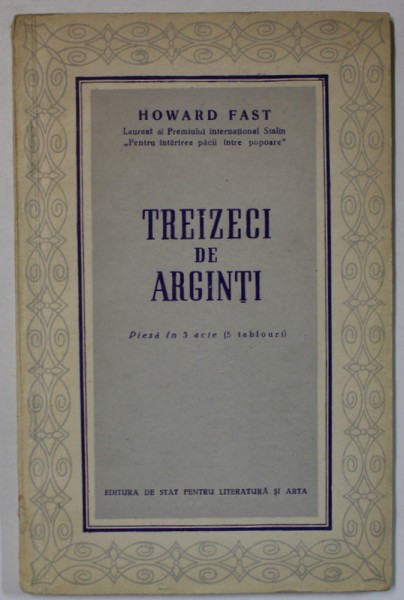 HOWARD FAST
Laureat al Premiului internațional Stalin
„Pentru întărirea păcii între popoare"
TREIZECI
DE
ARGINȚI
Piesă în 3 acte (5 tablouri)
EDITURA DE STAT PENTRU LITERATURĂ ȘI ARTA